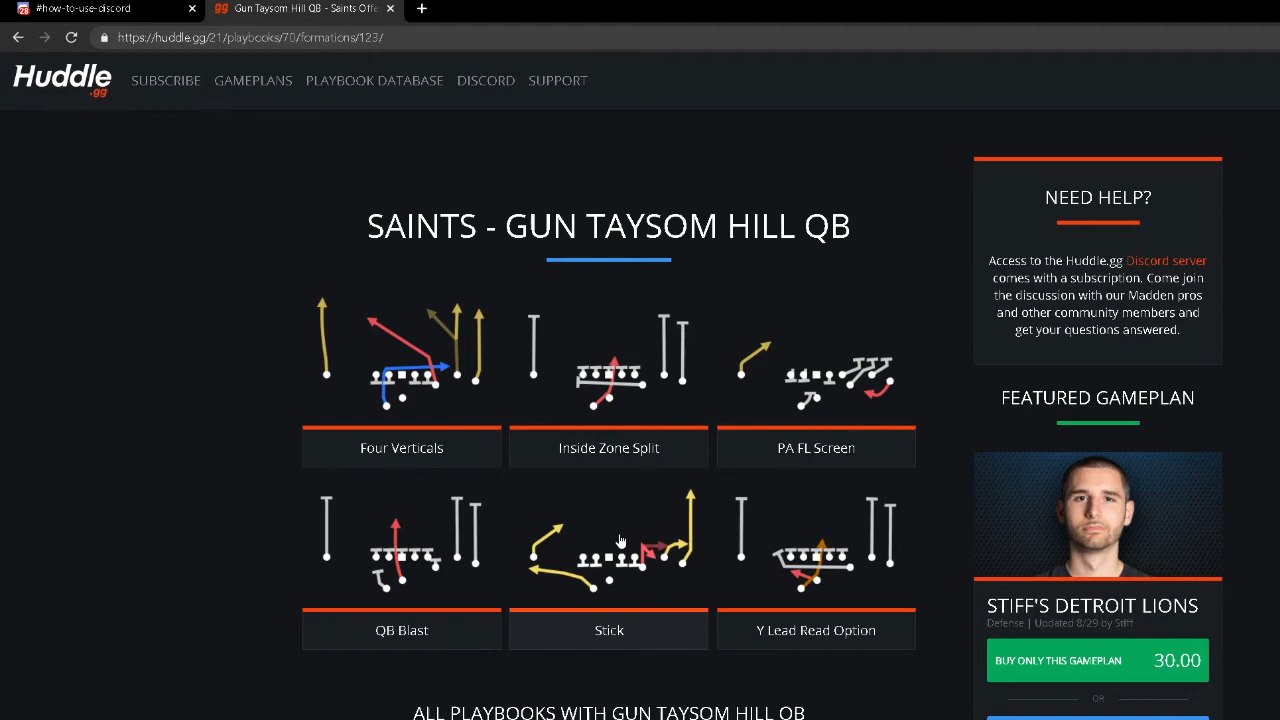 28
#how-to-use-discord
gg
Gun Taysom Hill QB - Saints Offe
https://huddle.gg/21/playbooks/70/formations/123/
Huddle
.gg
SUBSCRIBE
GAMEPLANS
PLAYBOOK DATABASE
DISCORD
SUPPORT
SAINTS - GUN TAYSOM HILL QB
Four Verticals
Inside Zone Split
PA FL Screen
QB Blast
Stick
Y Lead Read Option
ALL PLAYBOOKS WITH GUN TAYSOM HILL QB
NEED HELP?
Access to the Huddle.gg Discord server
comes with a subscription. Come join
the discussion with our Madden pros
and other community members and
get your questions answered.
FEATURED GAMEPLAN
STIFF'S DETROIT LIONS
Defense | Updated 8/29 by Stiff
BUY ONLY THIS GAMEPLAN
30.00
OR